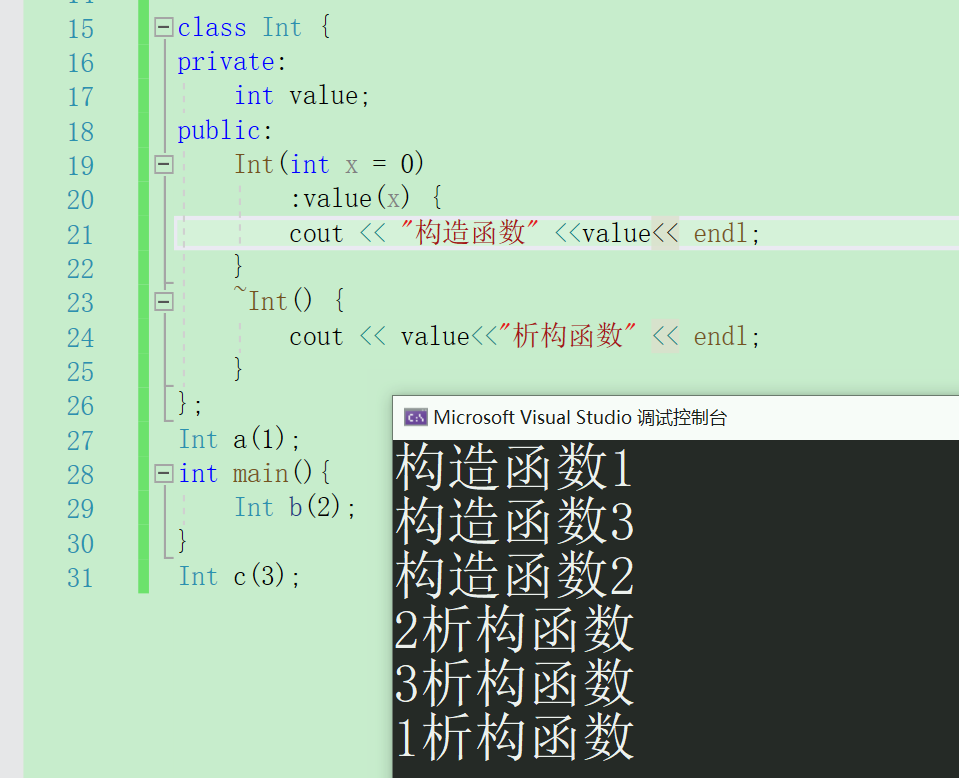 15 class Int {
16 private:
17 int value;
18 public:
19 Int(int x = 0)
20 :value(x) {
21 cout << "构造函数" <<value<< endl;
22 }
23 ~Int() {
24 cout << value<<"析构函数" << endl;
25 }
26 };
27 Int a(1);
28 int main(){
29 Int b(2);
30 }
31 Int c(3);
Microsoft Visual Studio 调试控制台
构造函数1
构造函数3
构造函数2
2析构函数
3析构函数
1析构函数